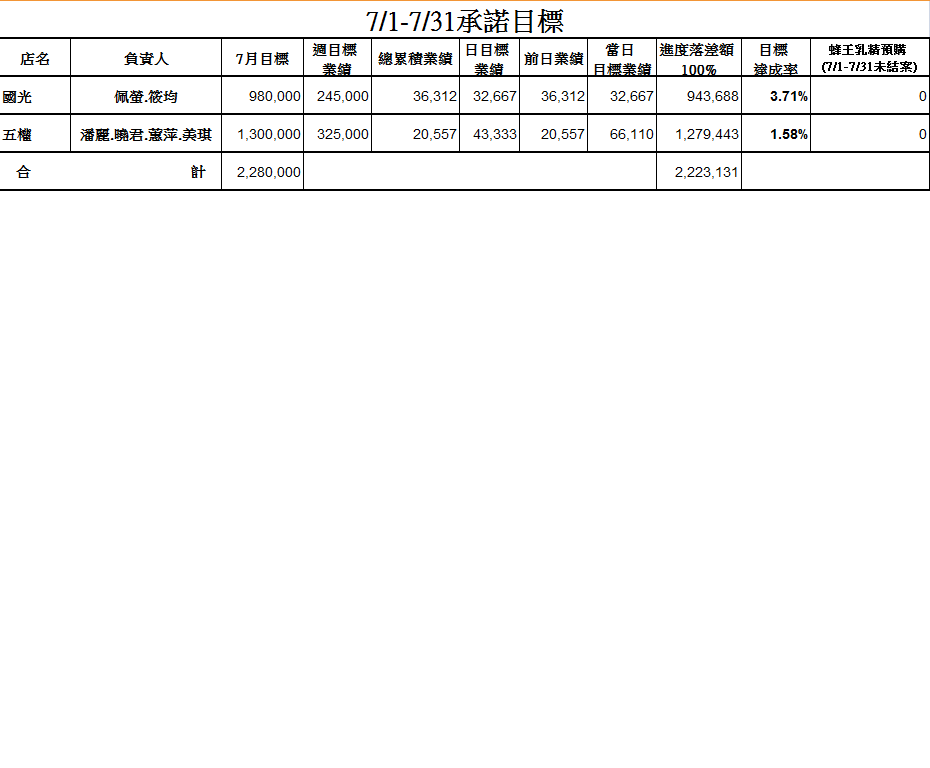 7/1-7/31承諾目標
店名 負責人 7月目標 週目標 業績 總累積業績 日目標 業績 前日業績 當日 目標業績 進度落差額 100% 目標 達成率 蜂王乳精預購 (7/1-7/31未結案)
國光 佩螢.筱均 980,000 245,000 36,312 32,667 36,312 32,667 943,688 3.71% 0
五權 潘麗.曉君.蕙萍.美琪 1,300,000 325,000 20,557 43,333 20,557 66,110 1,279,443 1.58% 0
合 計 2,280,000 2,223,131